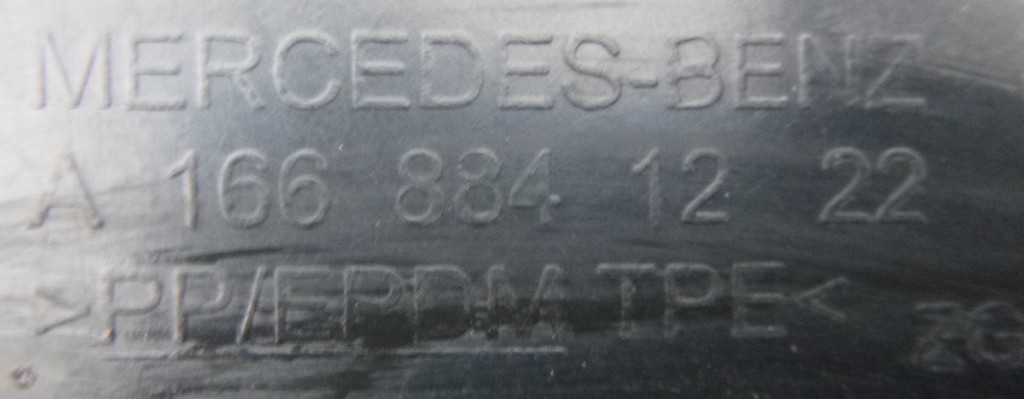 MERCEDES-BENZ
A 166 884 12 22
>PP/EPDM TPE<